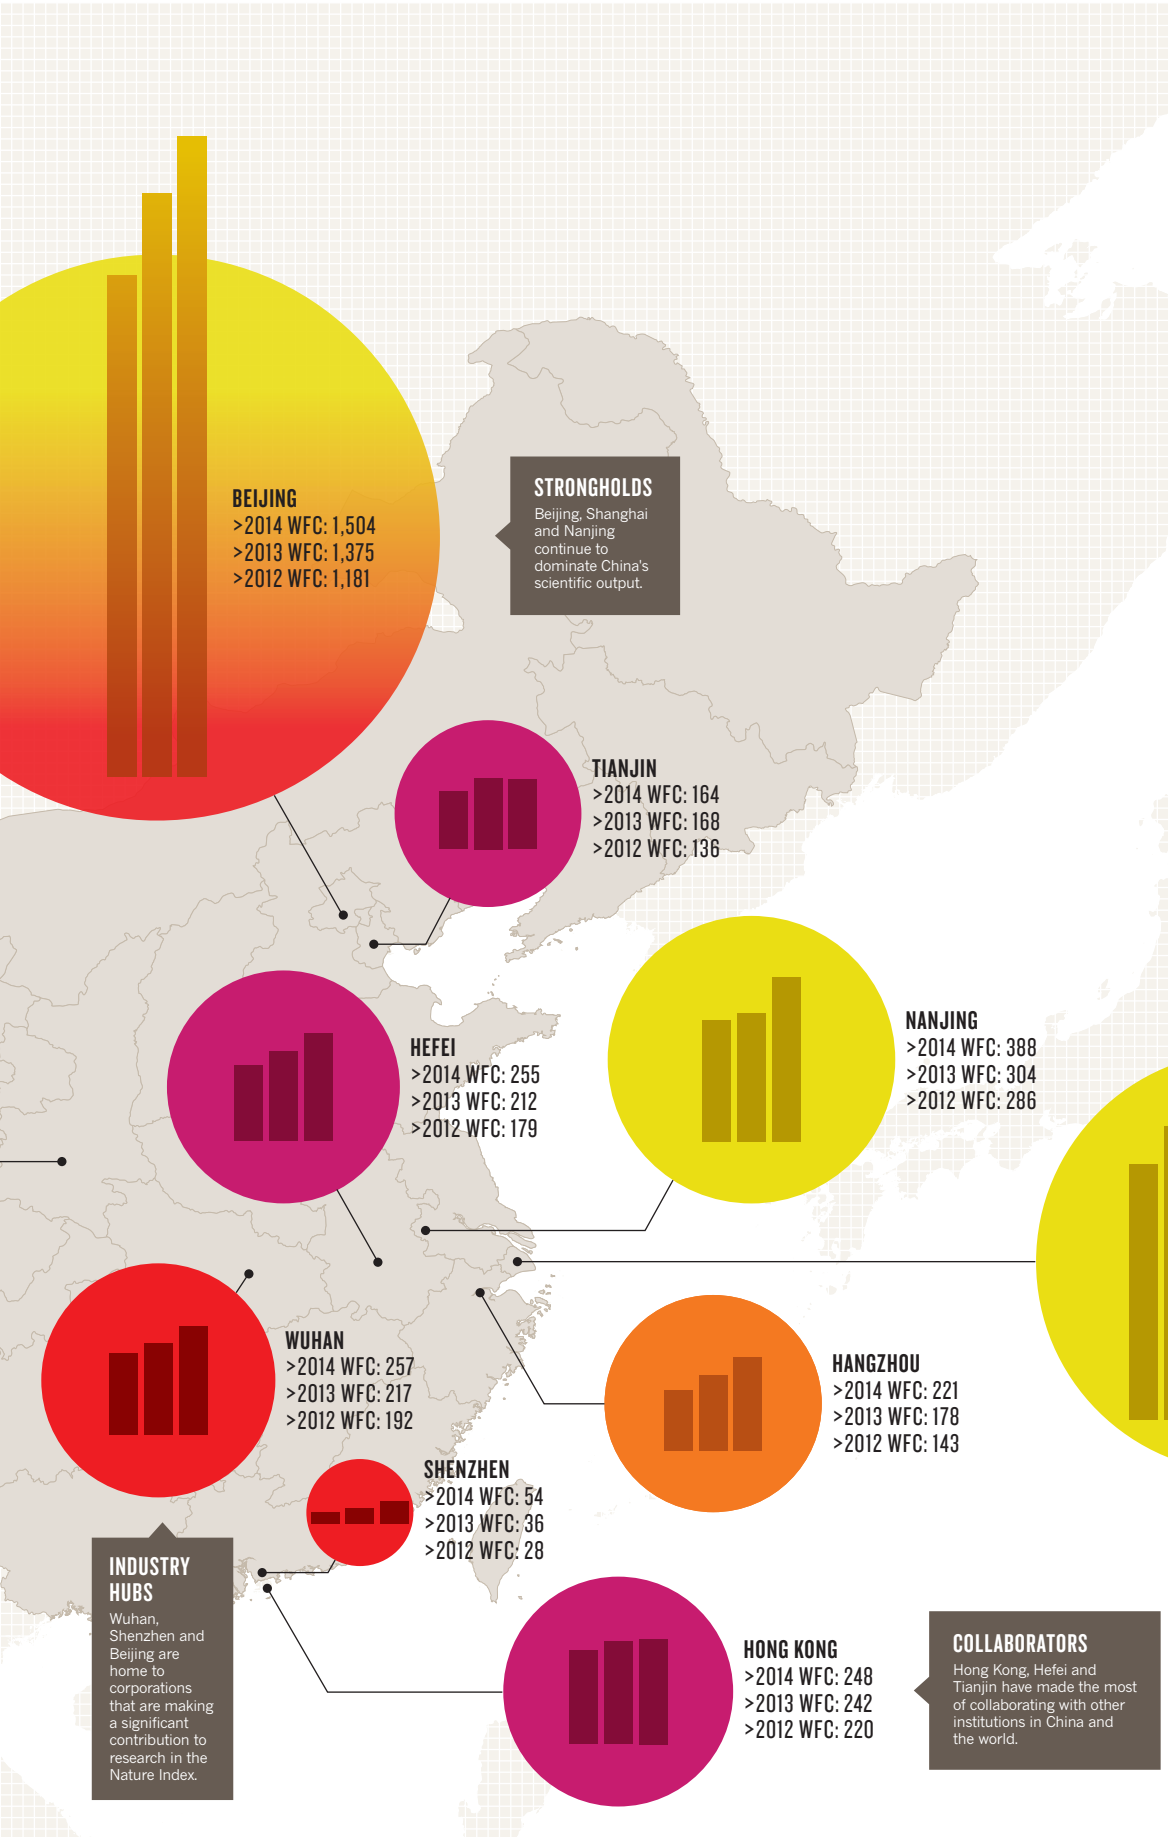 BEIJING
>2014 WFC: 1,504
>2013 WFC: 1,375
>2012 WFC: 1,181
STRONGHOLDS
Beijing, Shanghai
and Nanjing
continue to
dominate China's
scientific output.
TIANJIN
>2014 WFC: 164
>2013 WFC: 168
>2012 WFC: 136
HEFEI
>2014 WFC: 255
>2013 WFC: 212
>2012 WFC: 179
NANJING
>2014 WFC: 388
>2013 WFC: 304
>2012 WFC: 286
WUHAN
>2014 WFC: 257
>2013 WFC: 217
>2012 WFC: 192
HANGZHOU
>2014 WFC: 221
>2013 WFC: 178
>2012 WFC: 143
SHENZHEN
>2014 WFC: 54
>2013 WFC: 36
>2012 WFC: 28
INDUSTRY
HUBS
Wuhan,
Shenzhen and
Beijing are
home to
corporations
that are making
a significant
contribution to
research in the
Nature Index.
HONG KONG
>2014 WFC: 248
>2013 WFC: 242
>2012 WFC: 220
COLLABORATORS
Hong Kong, Hefei and
Tianjin have made the most
of collaborating with other
institutions in China and
the world.